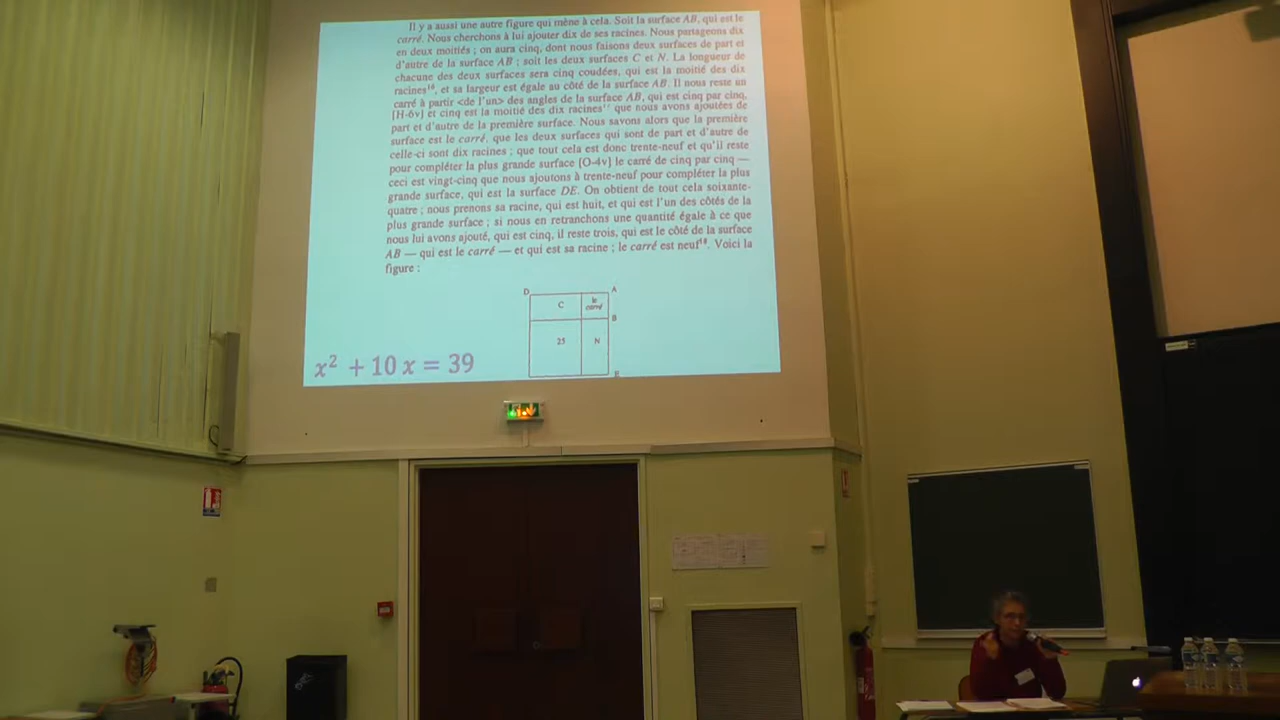 Il y a aussi une autre figure qui mène à cela. Soit la surface AB, qui est le
carré. Nous cherchons à lui ajouter dix de ses racines. Nous partageons dix
en deux moitiés ; on aura cinq, dont nous faisons deux surfaces de part et
d'autre de la surface AB ; soit les deux surfaces C et N. La longueur de
chacune des deux surfaces sera cinq coudées, qui est la moitié des dix
racines¹⁶, et sa largeur est égale au côté de la surface AB. Il nous reste un
carré à partir <de l'un> des angles de la surface AB, qui est cinq par cinq,
[H-6v] et cinq est la moitié des dix racines¹⁷ que nous avons ajoutées de
part et d'autre de la première surface. Nous savons alors que la première
surface est le carré, que les deux surfaces qui sont de part et d'autre de
celle-ci sont dix racines ; que tout cela est donc trente-neuf et qu'il reste
pour compléter la plus grande surface [O-4v] le carré de cinq par cinq —
ceci est vingt-cinq que nous ajoutons à trente-neuf pour compléter la plus
grande surface, qui est la surface DE. On obtient de tout cela soixante-
quatre ; nous prenons sa racine, qui est huit, et qui est l'un des côtés de la
plus grande surface ; si nous en retranchons une quantité égale à ce que
nous lui avons ajouté, qui est cinq, il reste trois, qui est le côté de la surface
AB — qui est le carré — et qui est sa racine ; le carré est neuf¹⁸. Voici la
figure :
D
A
C
le
carré
B
25
N
E
x² + 10 x = 39